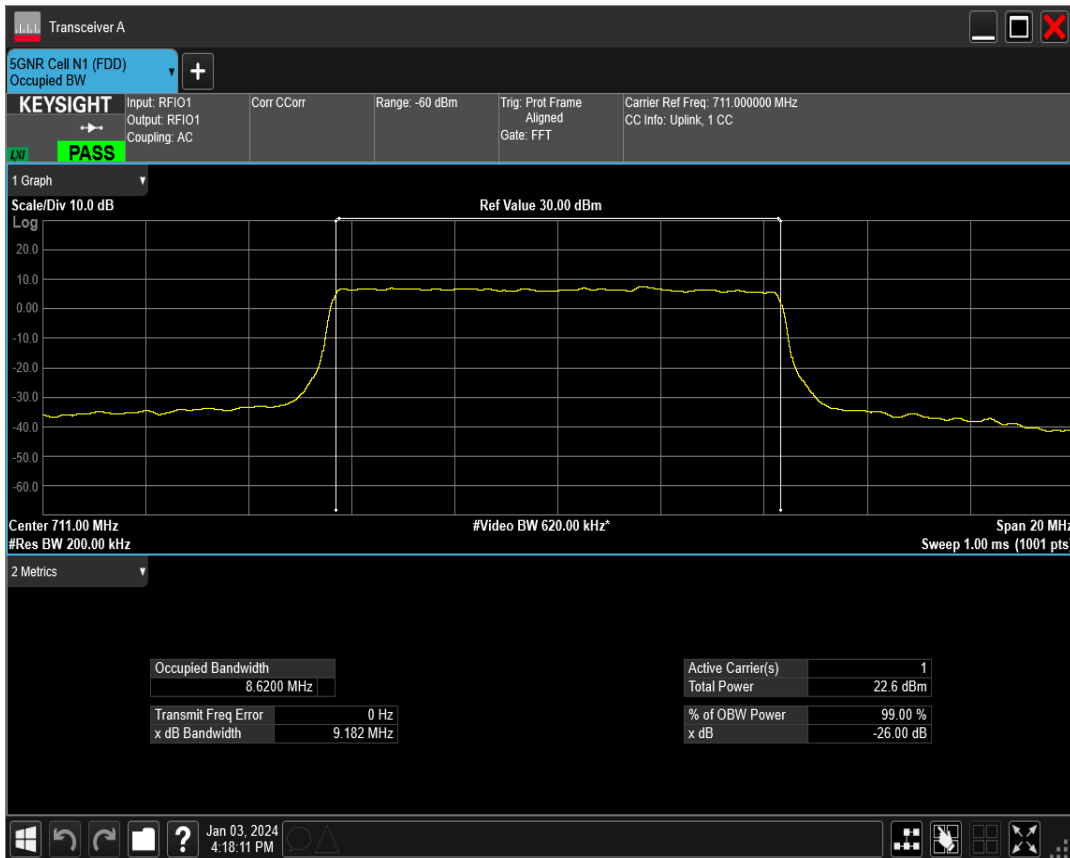 Transceiver A
5GNR Cell N1 (FDD)
Occupied BW
+
KEYSIGHT
LXI
PASS
Input: RFIO1
Output: RFIO1
Coupling: AC
Corr CCorr
Range: -60 dBm
Trig: Prot Frame
Aligned
Gate: FFT
Carrier Ref Freq: 711.000000 MHz
CC Info: Uplink, 1 CC
1 Graph
Scale/Div 10.0 dB
Ref Value 30.00 dBm
Log
20.0
10.0
0.00
-10.0
-20.0
-30.0
-40.0
-50.0
-60.0
Center 711.00 MHz
#Video BW 620.00 kHz*
Span 20 MHz
#Res BW 200.00 kHz
Sweep 1.00 ms (1001 pts)
2 Metrics
Occupied Bandwidth
8.6200 MHz
Transmit Freq Error 0 Hz
x dB Bandwidth 9.182 MHz
Active Carrier(s) 1
Total Power 22.6 dBm
% of OBW Power 99.00 %
x dB -26.00 dB
?
Jan 03, 2024
4:18:11 PM